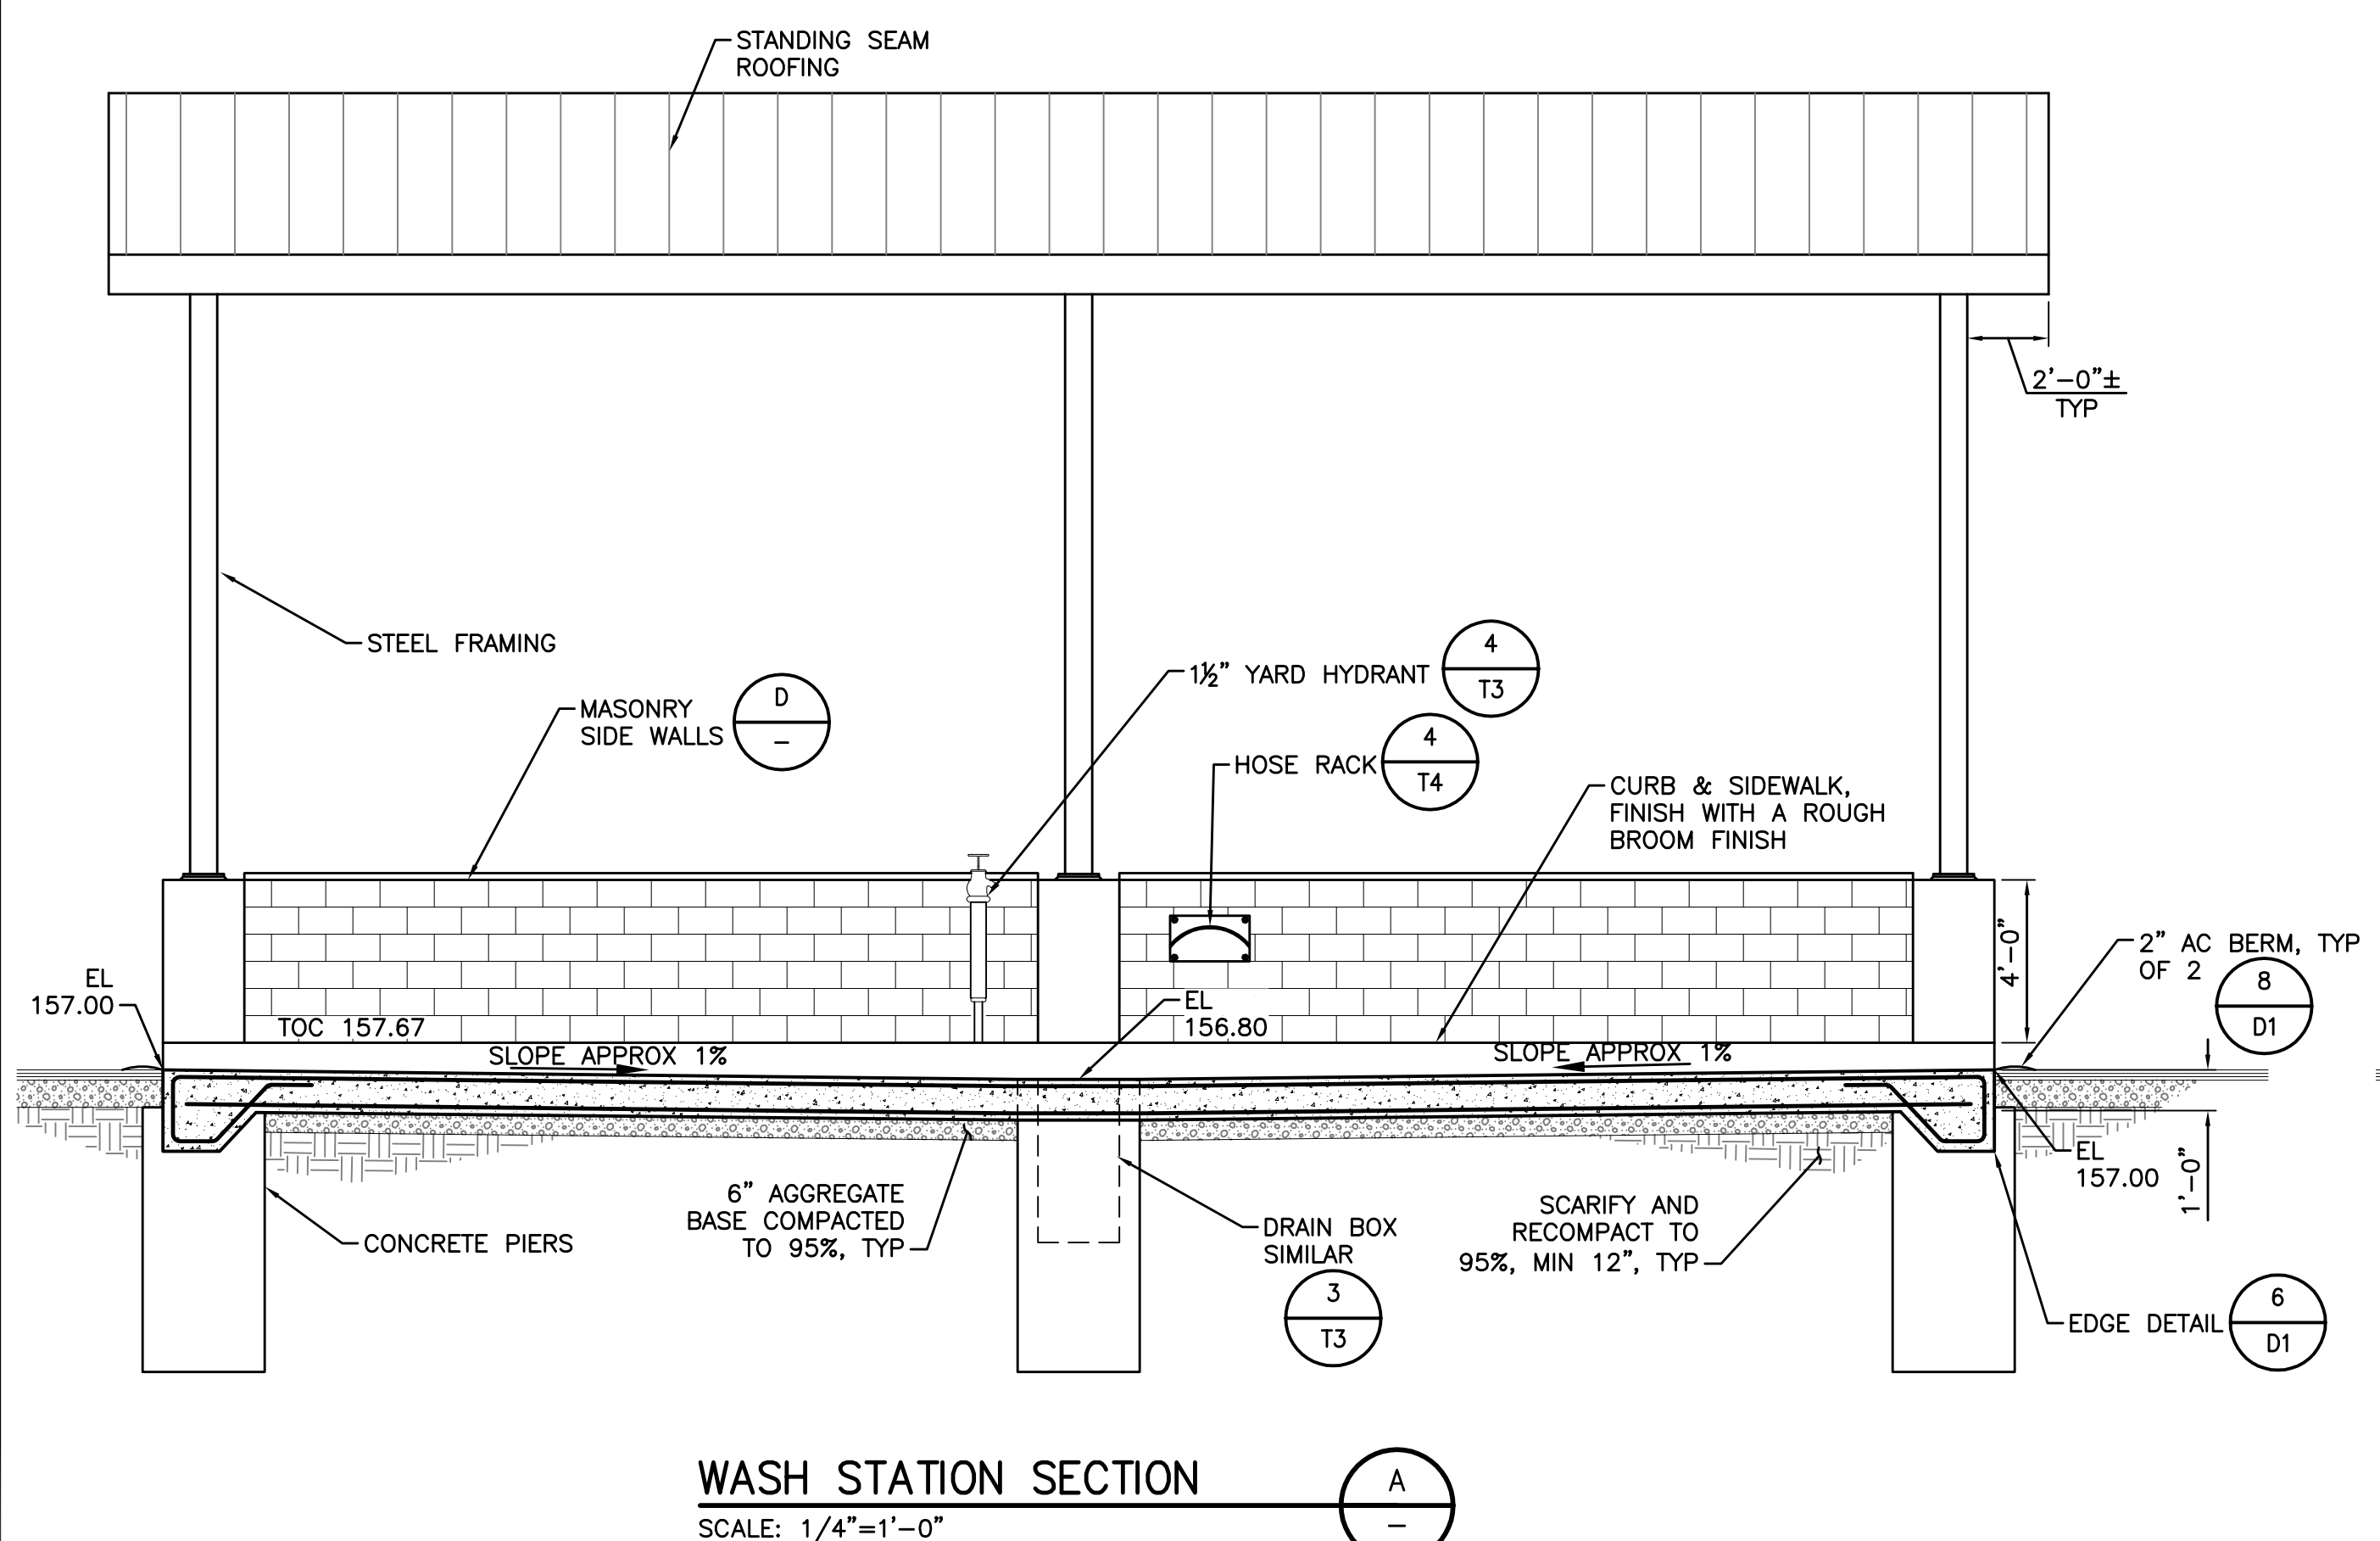 STANDING SEAM
ROOFING
2'-0"±
TYP
STEEL FRAMING
MASONRY
SIDE WALLS
D
-
1½" YARD HYDRANT
4
T3
HOSE RACK
4
T4
CURB & SIDEWALK,
FINISH WITH A ROUGH
BROOM FINISH
4'-0"
2" AC BERM, TYP
OF 2
8
D1
EL
157.00
TOC 157.67
SLOPE APPROX 1%
EL
156.80
SLOPE APPROX 1%
EL
157.00
1'-0"
CONCRETE PIERS
6" AGGREGATE
BASE COMPACTED
TO 95%, TYP
DRAIN BOX
SIMILAR
3
T3
SCARIFY AND
RECOMPACT TO
95%, MIN 12", TYP
EDGE DETAIL
6
D1
WASH STATION SECTION
SCALE: 1/4"=1'-0"
A
-